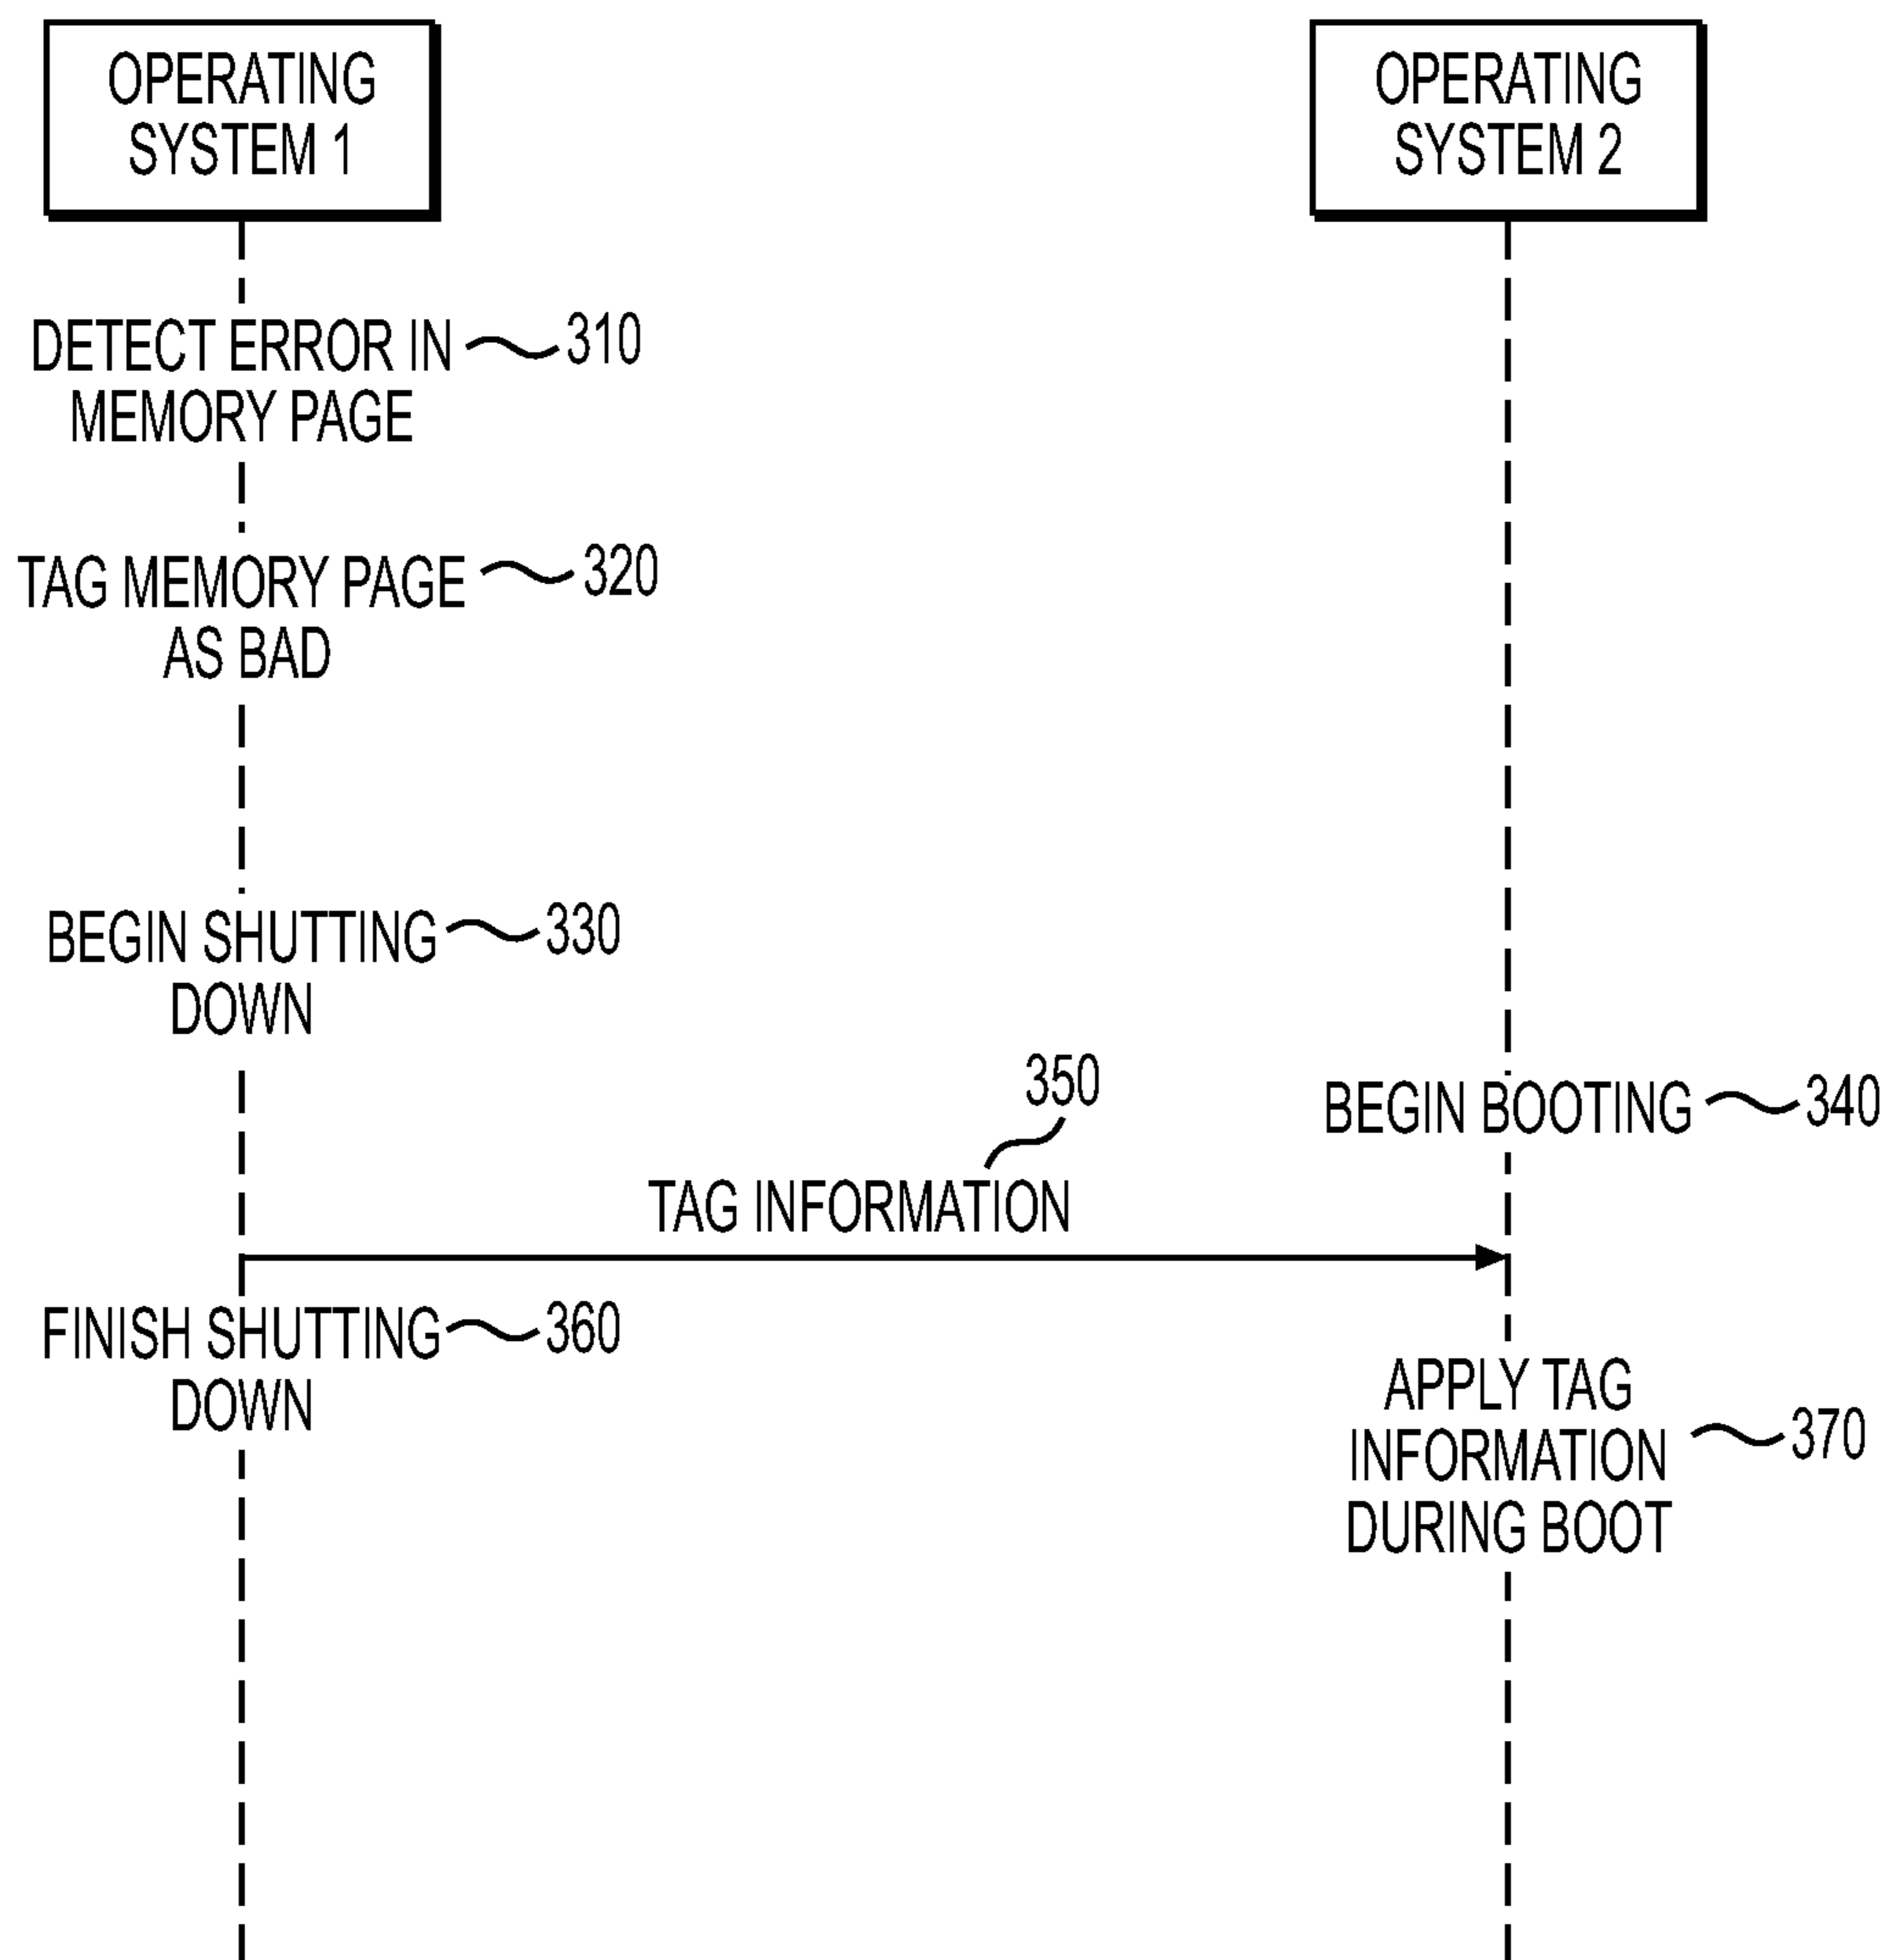 OPERATING
SYSTEM 1
OPERATING
SYSTEM 2
DETECT ERROR IN
MEMORY PAGE
310
TAG MEMORY PAGE
AS BAD
320
BEGIN SHUTTING
DOWN
330
BEGIN BOOTING
340
350
TAG INFORMATION
FINISH SHUTTING
DOWN
360
APPLY TAG
INFORMATION
DURING BOOT
370